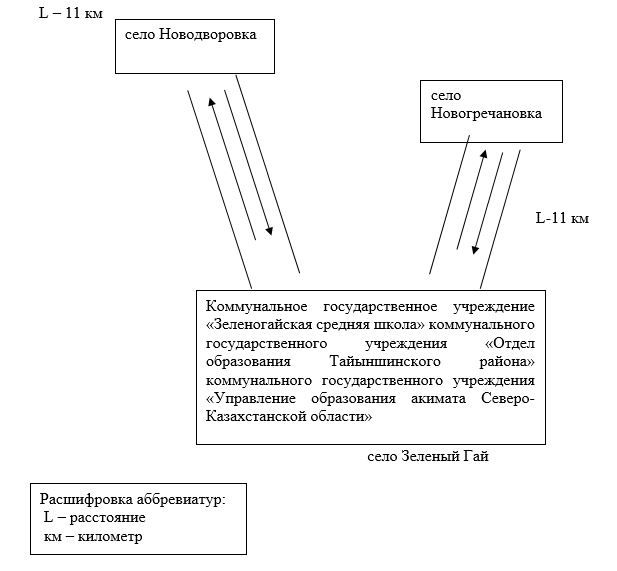 L – 11 км
село Новодворовка
село
Новогречановка
L-11 км
Коммунальное государственное учреждение
«Зеленогайская средняя школа» коммунального
государственного учреждения «Отдел
образования Тайыншинского района»
коммунального государственного учреждения
«Управление образования акимата Северо-
Казахстанской области»
село Зеленый Гай
Расшифровка аббревиатур:
L – расстояние
км – километр